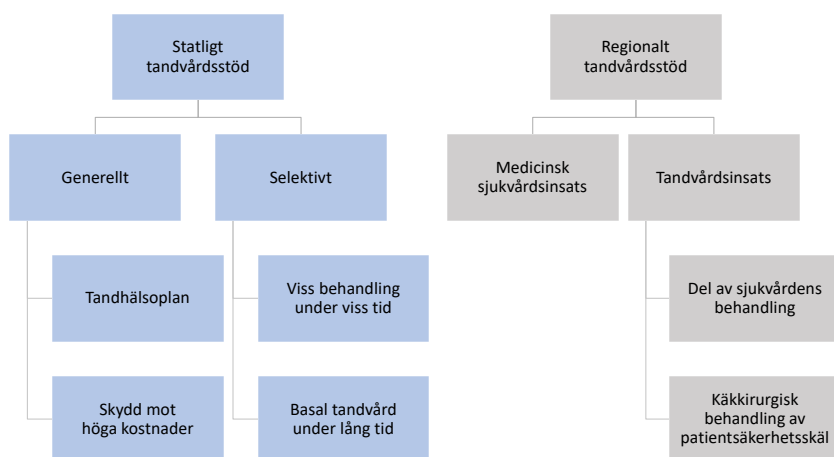 Statligt
tandvårdsstöd
Regionalt
tandvårdsstöd
Generellt
Selektivt
Medicinsk
sjukvårdsinsats
Tandvårdsinsats
Tandhälsoplan
Viss behandling
under viss tid
Del av sjukvårdens
behandling
Skydd mot
höga kostnader
Basal tandvård
under lång tid
Käkkirurgisk
behandling av
patientsäkerhetsskäl